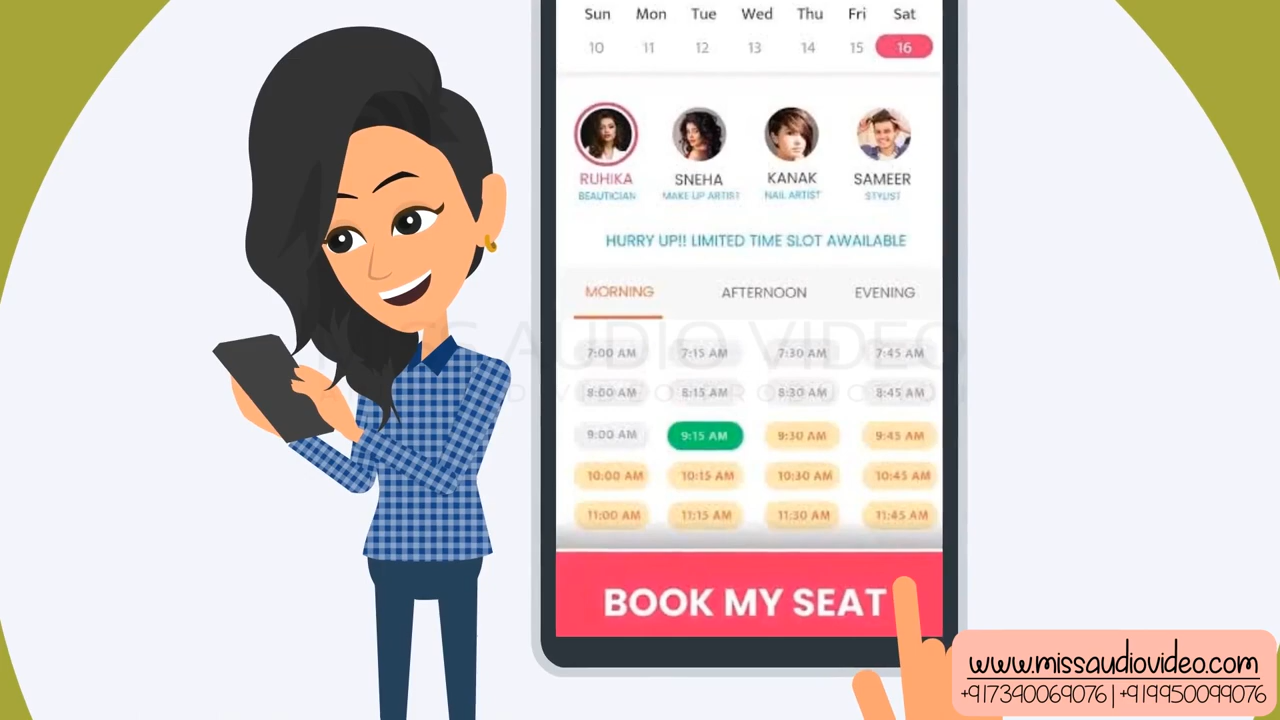 Sun Mon Tue Wed Thu Fri Sat
10 11 12 13 14 15 16
RUHIKA SNEHA KANAK SAMEER
BEAUTICIAN MAKE UP ARTIST NAIL ARTIST STYLIST
HURRY UP!! LIMITED TIME SLOT AWAILABLE
MORNING AFTERNOON EVENING
7:00 AM 7:15 AM 7:30 AM 7:45 AM
8:00 AM 8:15 AM 8:30 AM 8:45 AM
9:00 AM 9:15 AM 9:30 AM 9:45 AM
10:00 AM 10:15 AM 10:30 AM 10:45 AM
11:00 AM 11:15 AM 11:30 AM 11:45 AM
MISS AUDIO VIDEO
BOOK MY SEAT
www.missaudiovideo.com
+917340069076 | +919950099076